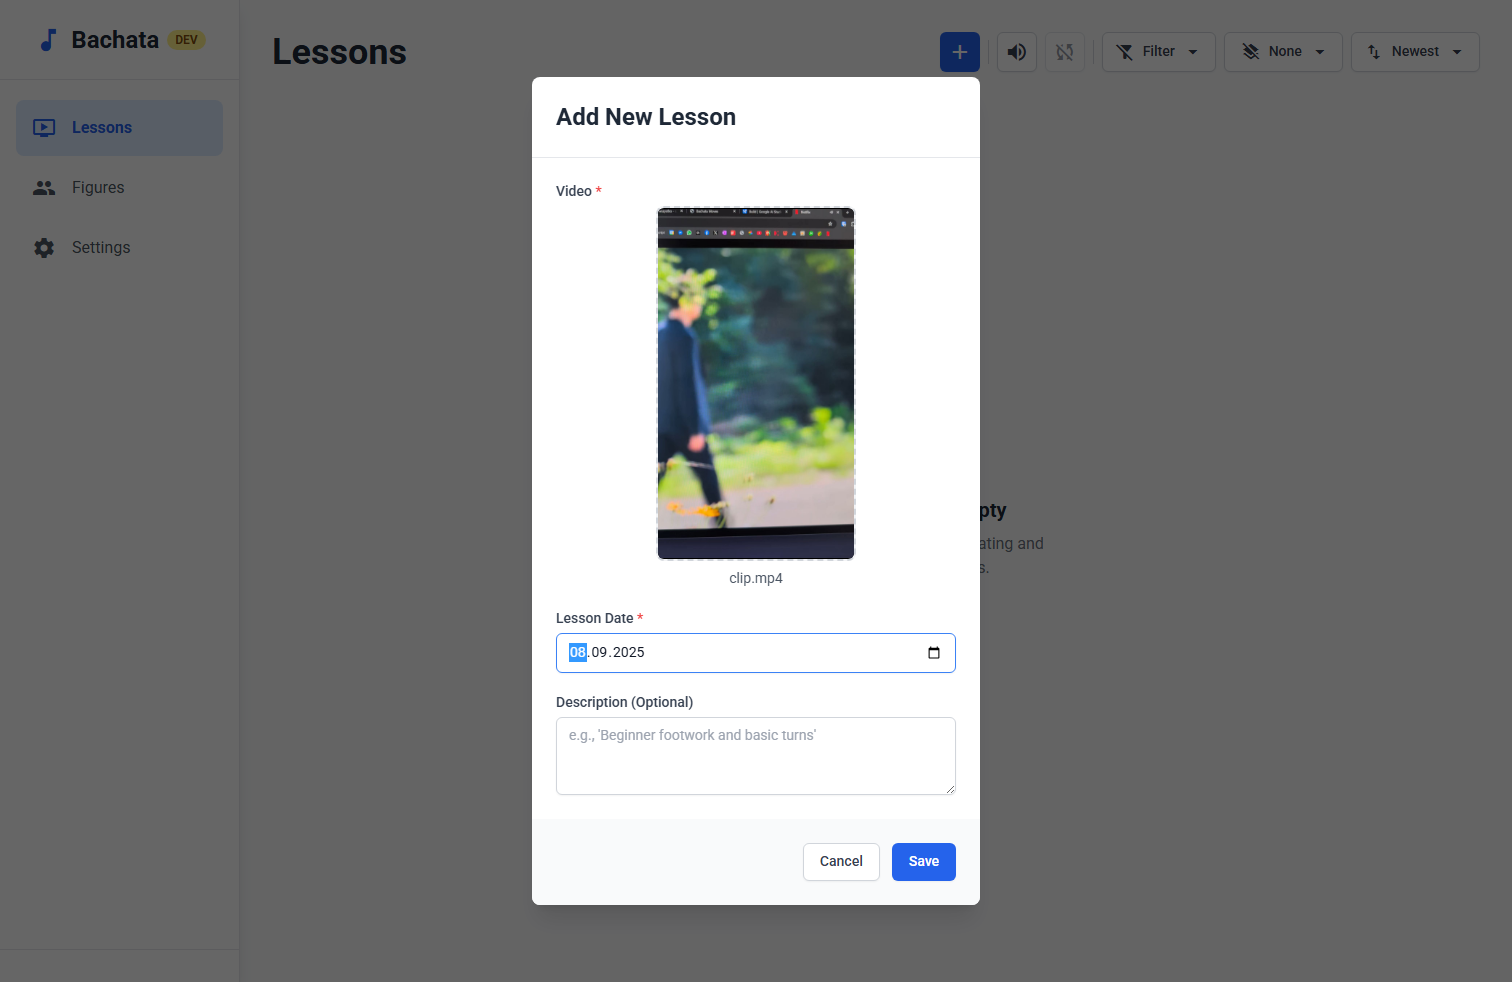 Bachata DEV
Lessons
Filter
None
Newest
Lessons
Figures
Settings
Add New Lesson
Video *
clip.mp4
Lesson Date *
08.09.2025
Description (Optional)
e.g., 'Beginner footwork and basic turns'
Cancel
Save
pty
ating and
s.